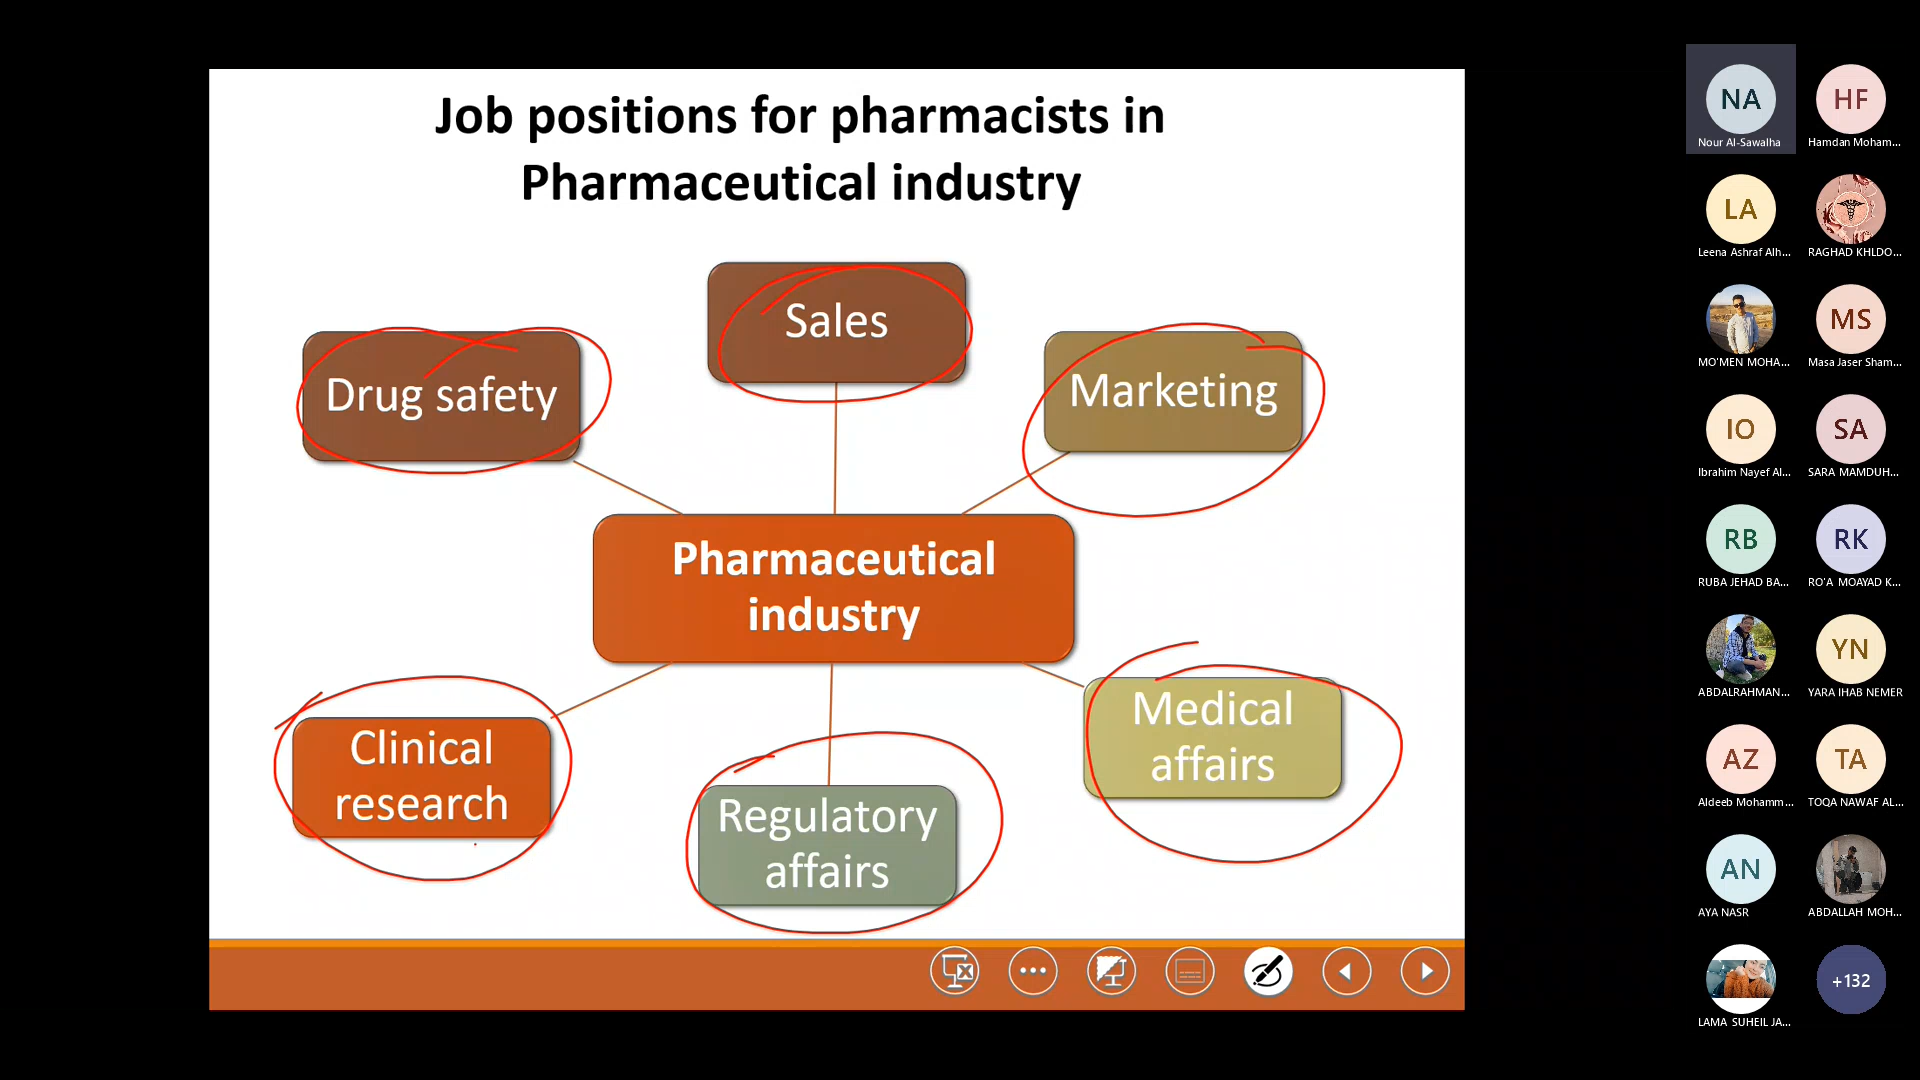 Job positions for pharmacists in
Pharmaceutical industry
Sales
Drug safety
Marketing
Pharmaceutical
industry
Clinical
research
Regulatory
affairs
Medical
affairs
NA
Nour Al-Sawalha
HF
Hamdan Moham...
LA
Leena Ashraf Alh...
RAGHAD KHLDO...
MO'MEN MOHA...
MS
Masa Jaser Sham...
IO
Ibrahim Nayef Al...
SA
SARA MAMDUH...
RB
RUBA JEHAD BA...
RK
RO'A MOAYAD K...
ABDALRAHMAN...
YN
YARA IHAB NEMER
AZ
Aldeeb Mohamm...
TA
TOQA NAWAF AL...
AN
AYA NASR
ABDALLAH MOH...
LAMA SUHEIL JA...
+132